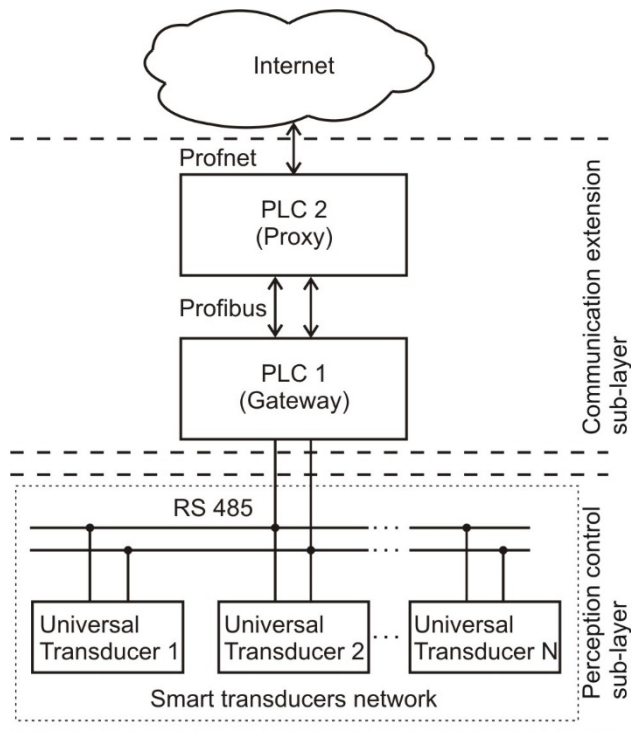 Internet
Profnet
PLC 2
(Proxy)
Profibus
PLC 1
(Gateway)
Communication extension
sub-layer
RS 485
. . .
. . .
Universal
Transducer 1
Universal
Transducer 2
. . .
Universal
Transducer N
Smart transducers network
Perception control
sub-layer